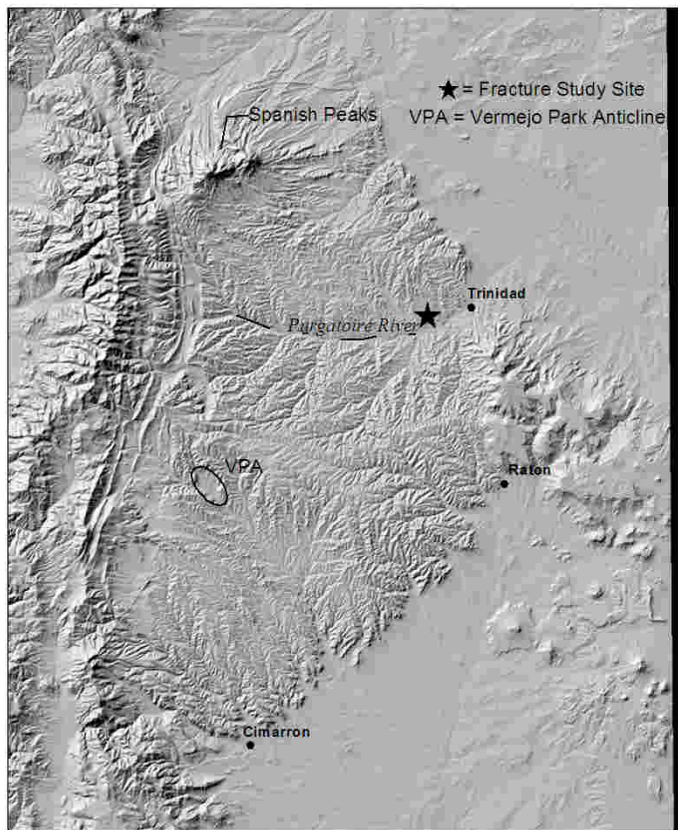 ★ = Fracture Study Site
Spanish Peaks
VPA = Vermejo Park Anticline
Trinidad
Purgatoire River
VPA
Raton
Cimarron